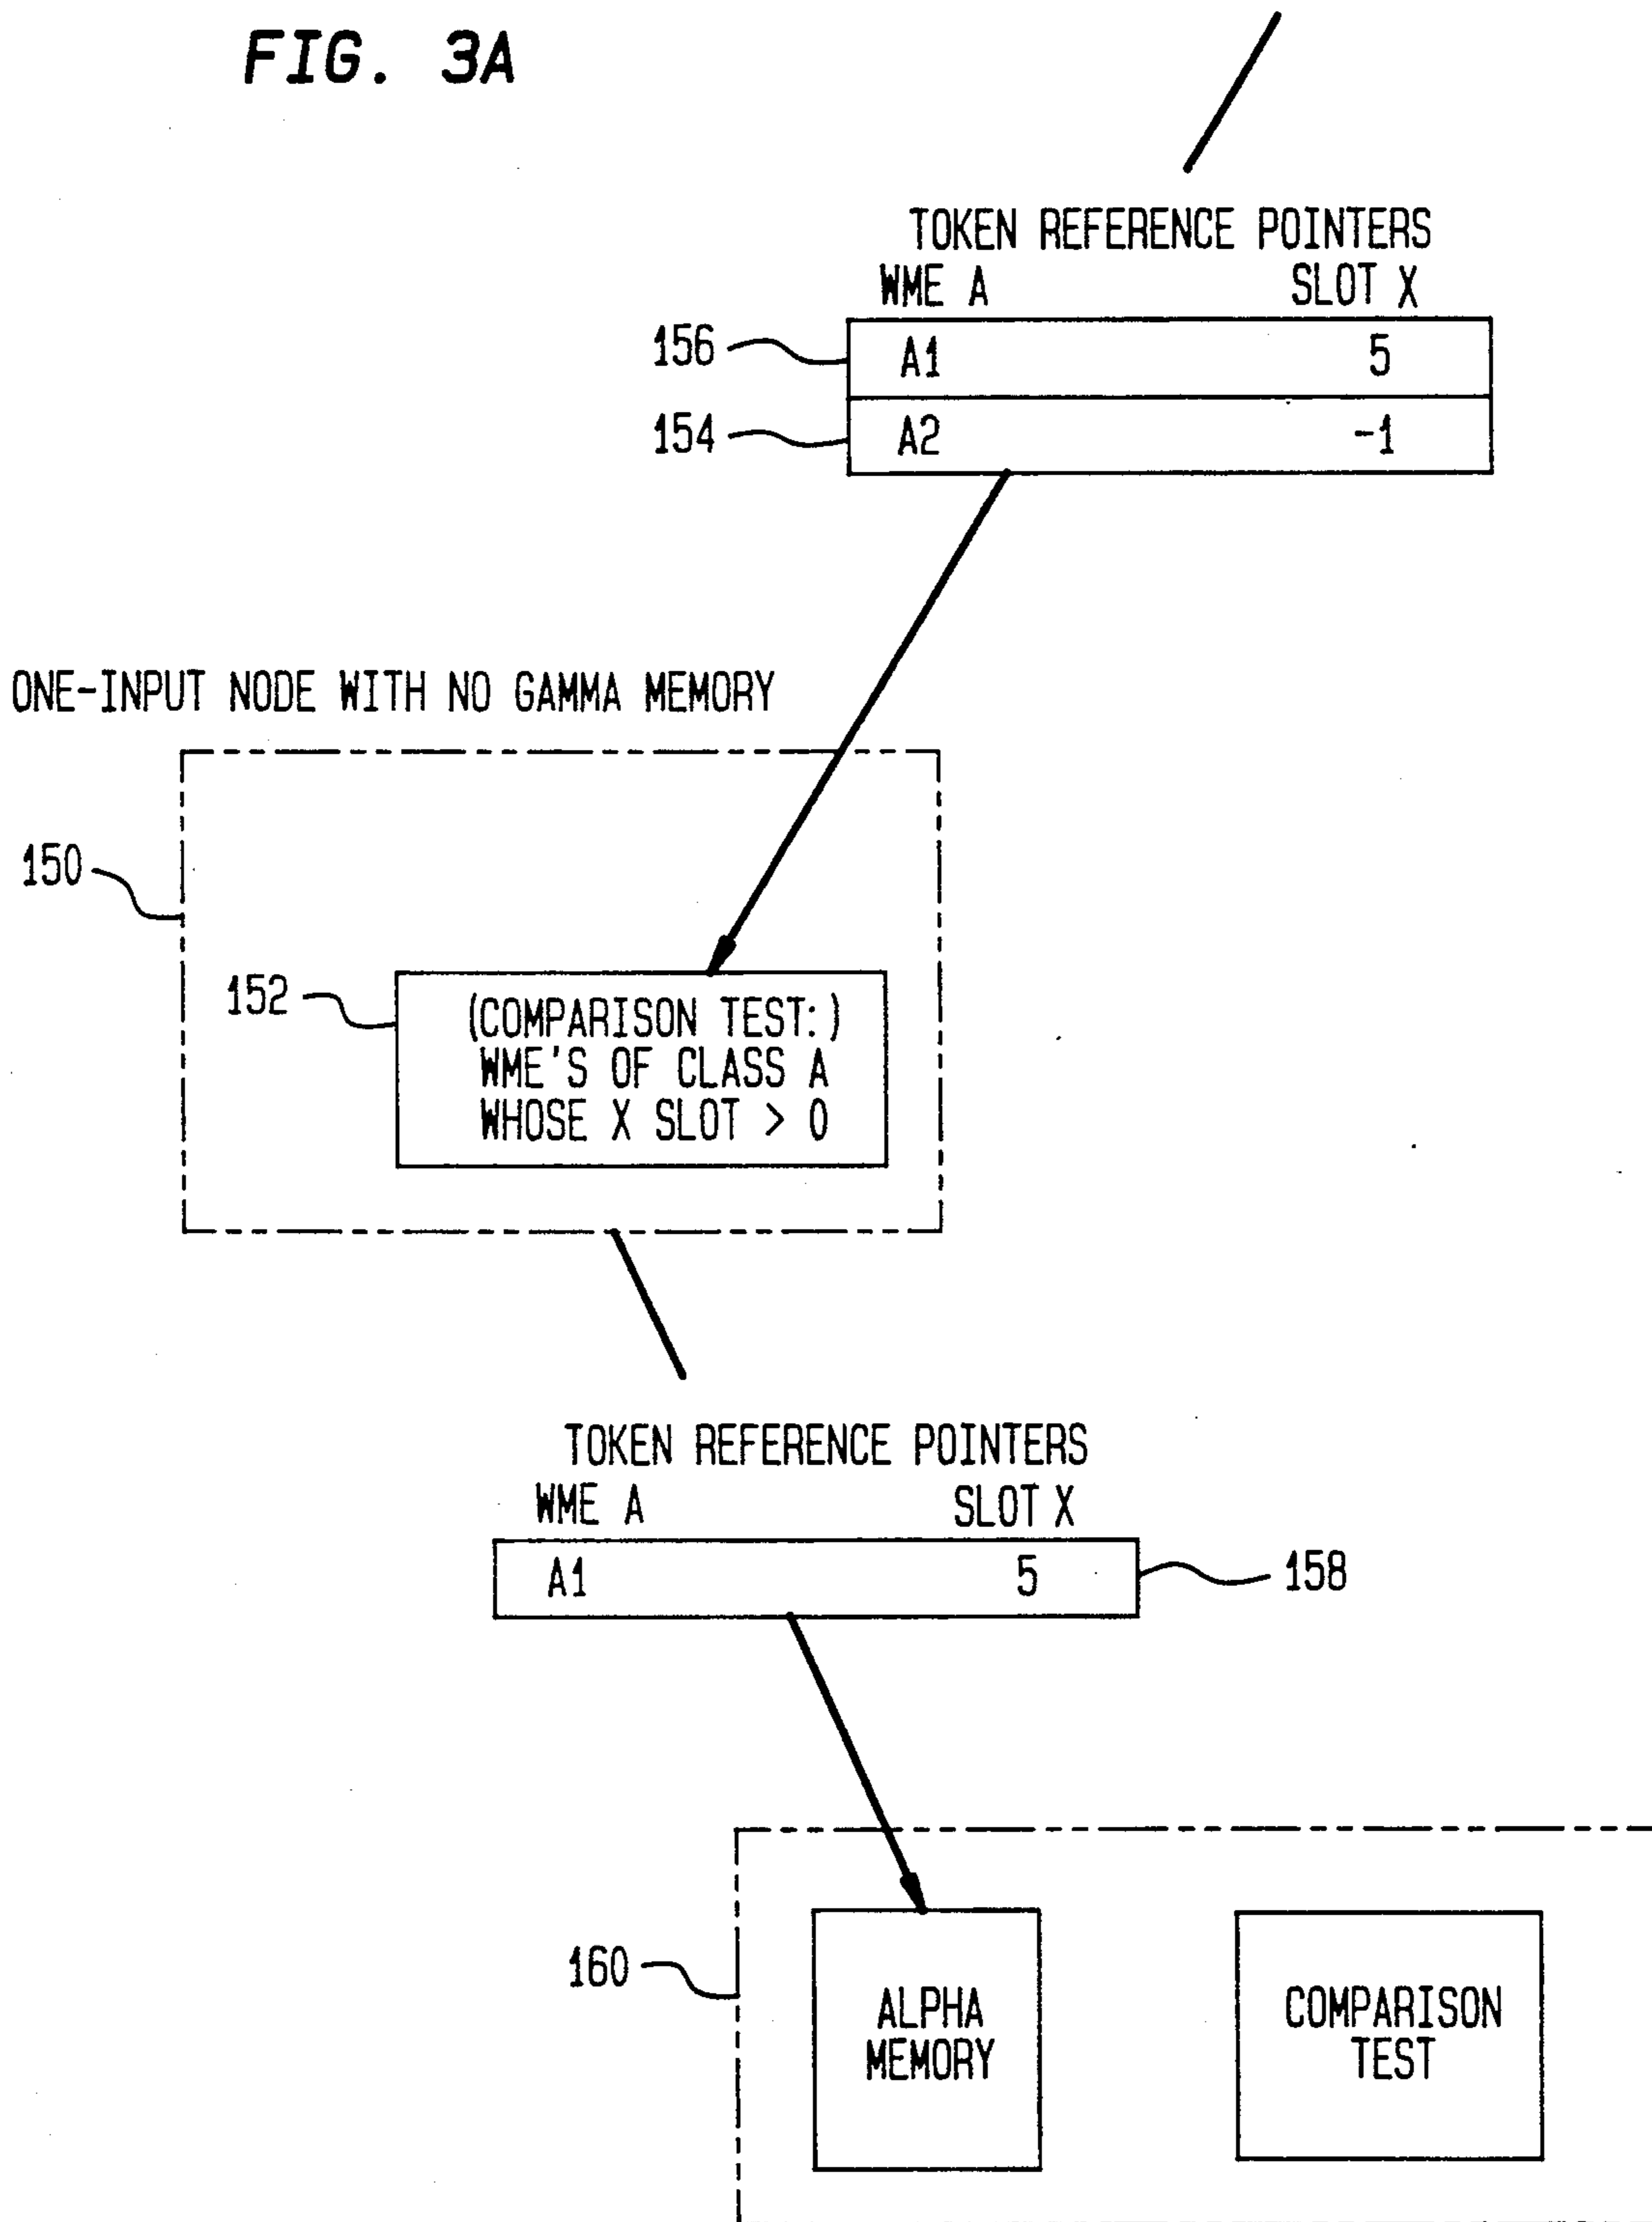 FIG. 3A
TOKEN REFERENCE POINTERS
WME A SLOT X
156 A1 5
154 A2 -1
ONE-INPUT NODE WITH NO GAMMA MEMORY
150
152
(COMPARISON TEST:)
WME'S OF CLASS A
WHOSE X SLOT > 0
TOKEN REFERENCE POINTERS
WME A SLOT X
A1 5 158
160
ALPHA
MEMORY
COMPARISON
TEST